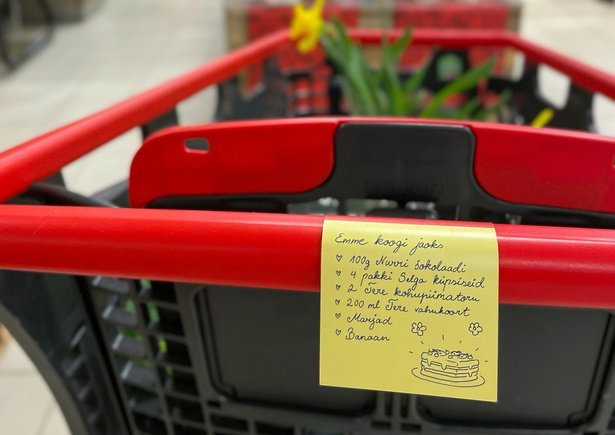 Emme koogi jaoks
♡ 100g Nurri šokolaadi
♡ 4 pakki Selga küpsiseid
♡ 2 Tere kohupiimatoru
♡ 200 ml Tere vahukoort
♡ Marjad
♡ Banaan